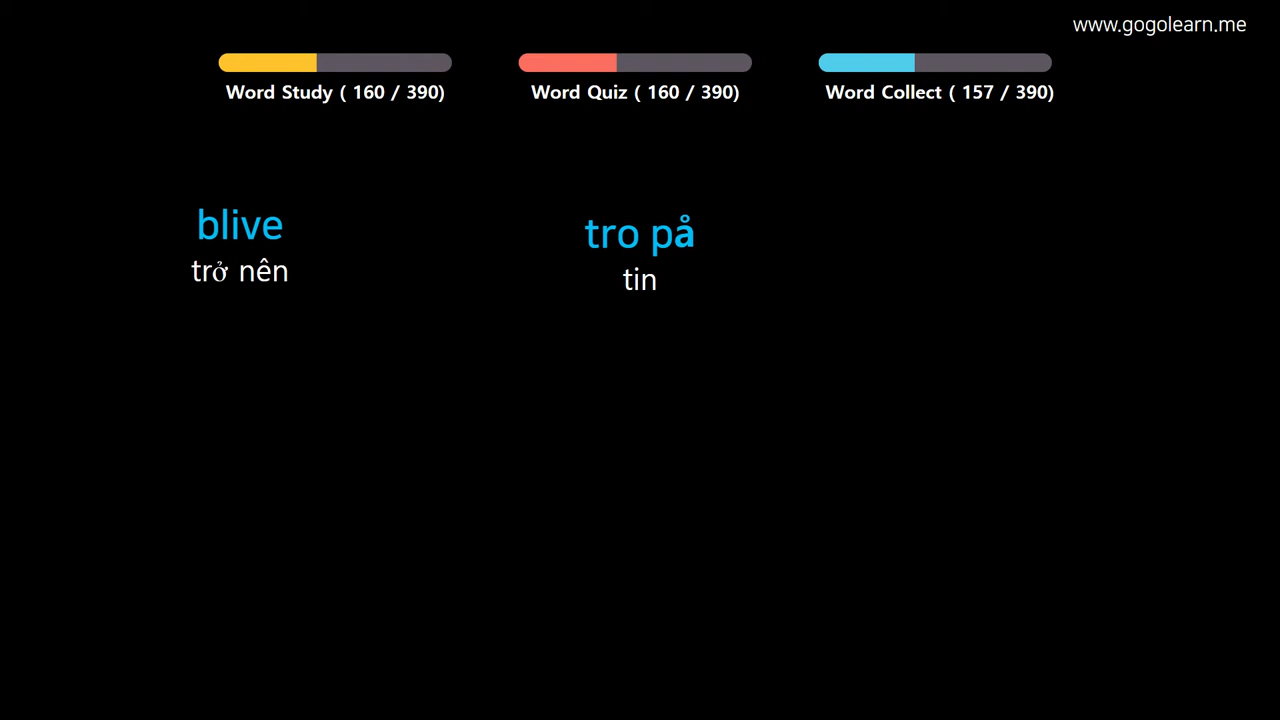 www.gogolearn.me
Word Study ( 160 / 390)
Word Quiz ( 160 / 390)
Word Collect ( 157 / 390)
blive
trở nên
tro på
tin